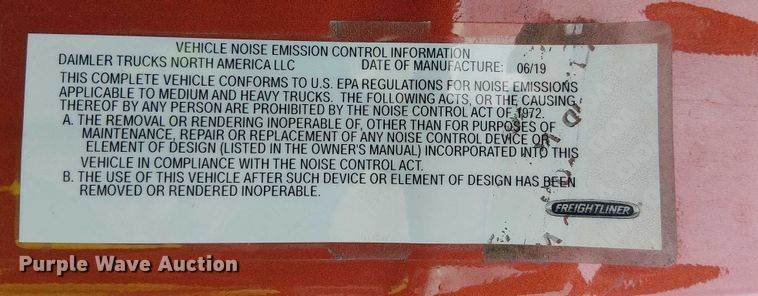 VEHICLE NOISE EMISSION CONTROL INFORMATION
DAIMLER TRUCKS NORTH AMERICA LLC DATE OF MANUFACTURE: 06/19
THIS COMPLETE VEHICLE CONFORMS TO U.S. EPA REGULATIONS FOR NOISE EMISSIONS
APPLICABLE TO MEDIUM AND HEAVY TRUCKS. THE FOLLOWING ACTS, OR THE CAUSING
THEREOF BY ANY PERSON ARE PROHIBITED BY THE NOISE CONTROL ACT OF 1972.
A. THE REMOVAL OR RENDERING INOPERABLE OF, OTHER THAN FOR PURPOSES OF
MAINTENANCE, REPAIR OR REPLACEMENT OF ANY NOISE CONTROL DEVICE OR
ELEMENT OF DESIGN (LISTED IN THE OWNER'S MANUAL) INCORPORATED INTO THIS
VEHICLE IN COMPLIANCE WITH THE NOISE CONTROL ACT.
B. THE USE OF THIS VEHICLE AFTER SUCH DEVICE OR ELEMENT OF DESIGN HAS BEEN
REMOVED OR RENDERED INOPERABLE.
FREIGHTLINER
Purple Wave Auction